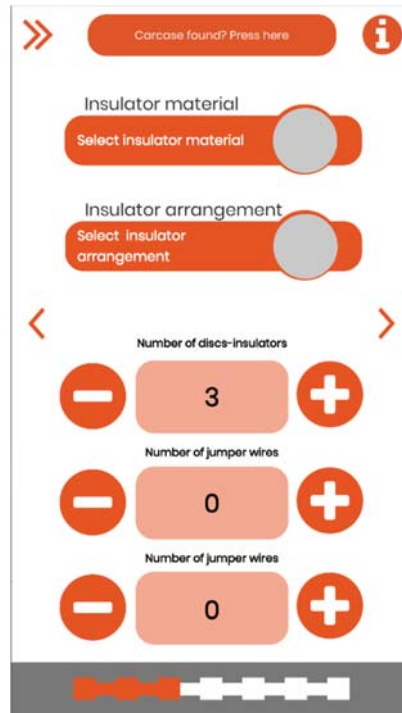 Carcase found? Press here
Insulator material
Select insulator material
Insulator arrangement
Select insulator
arrangement
Number of discs-insulators
3
Number of jumper wires
0
Number of jumper wires
0